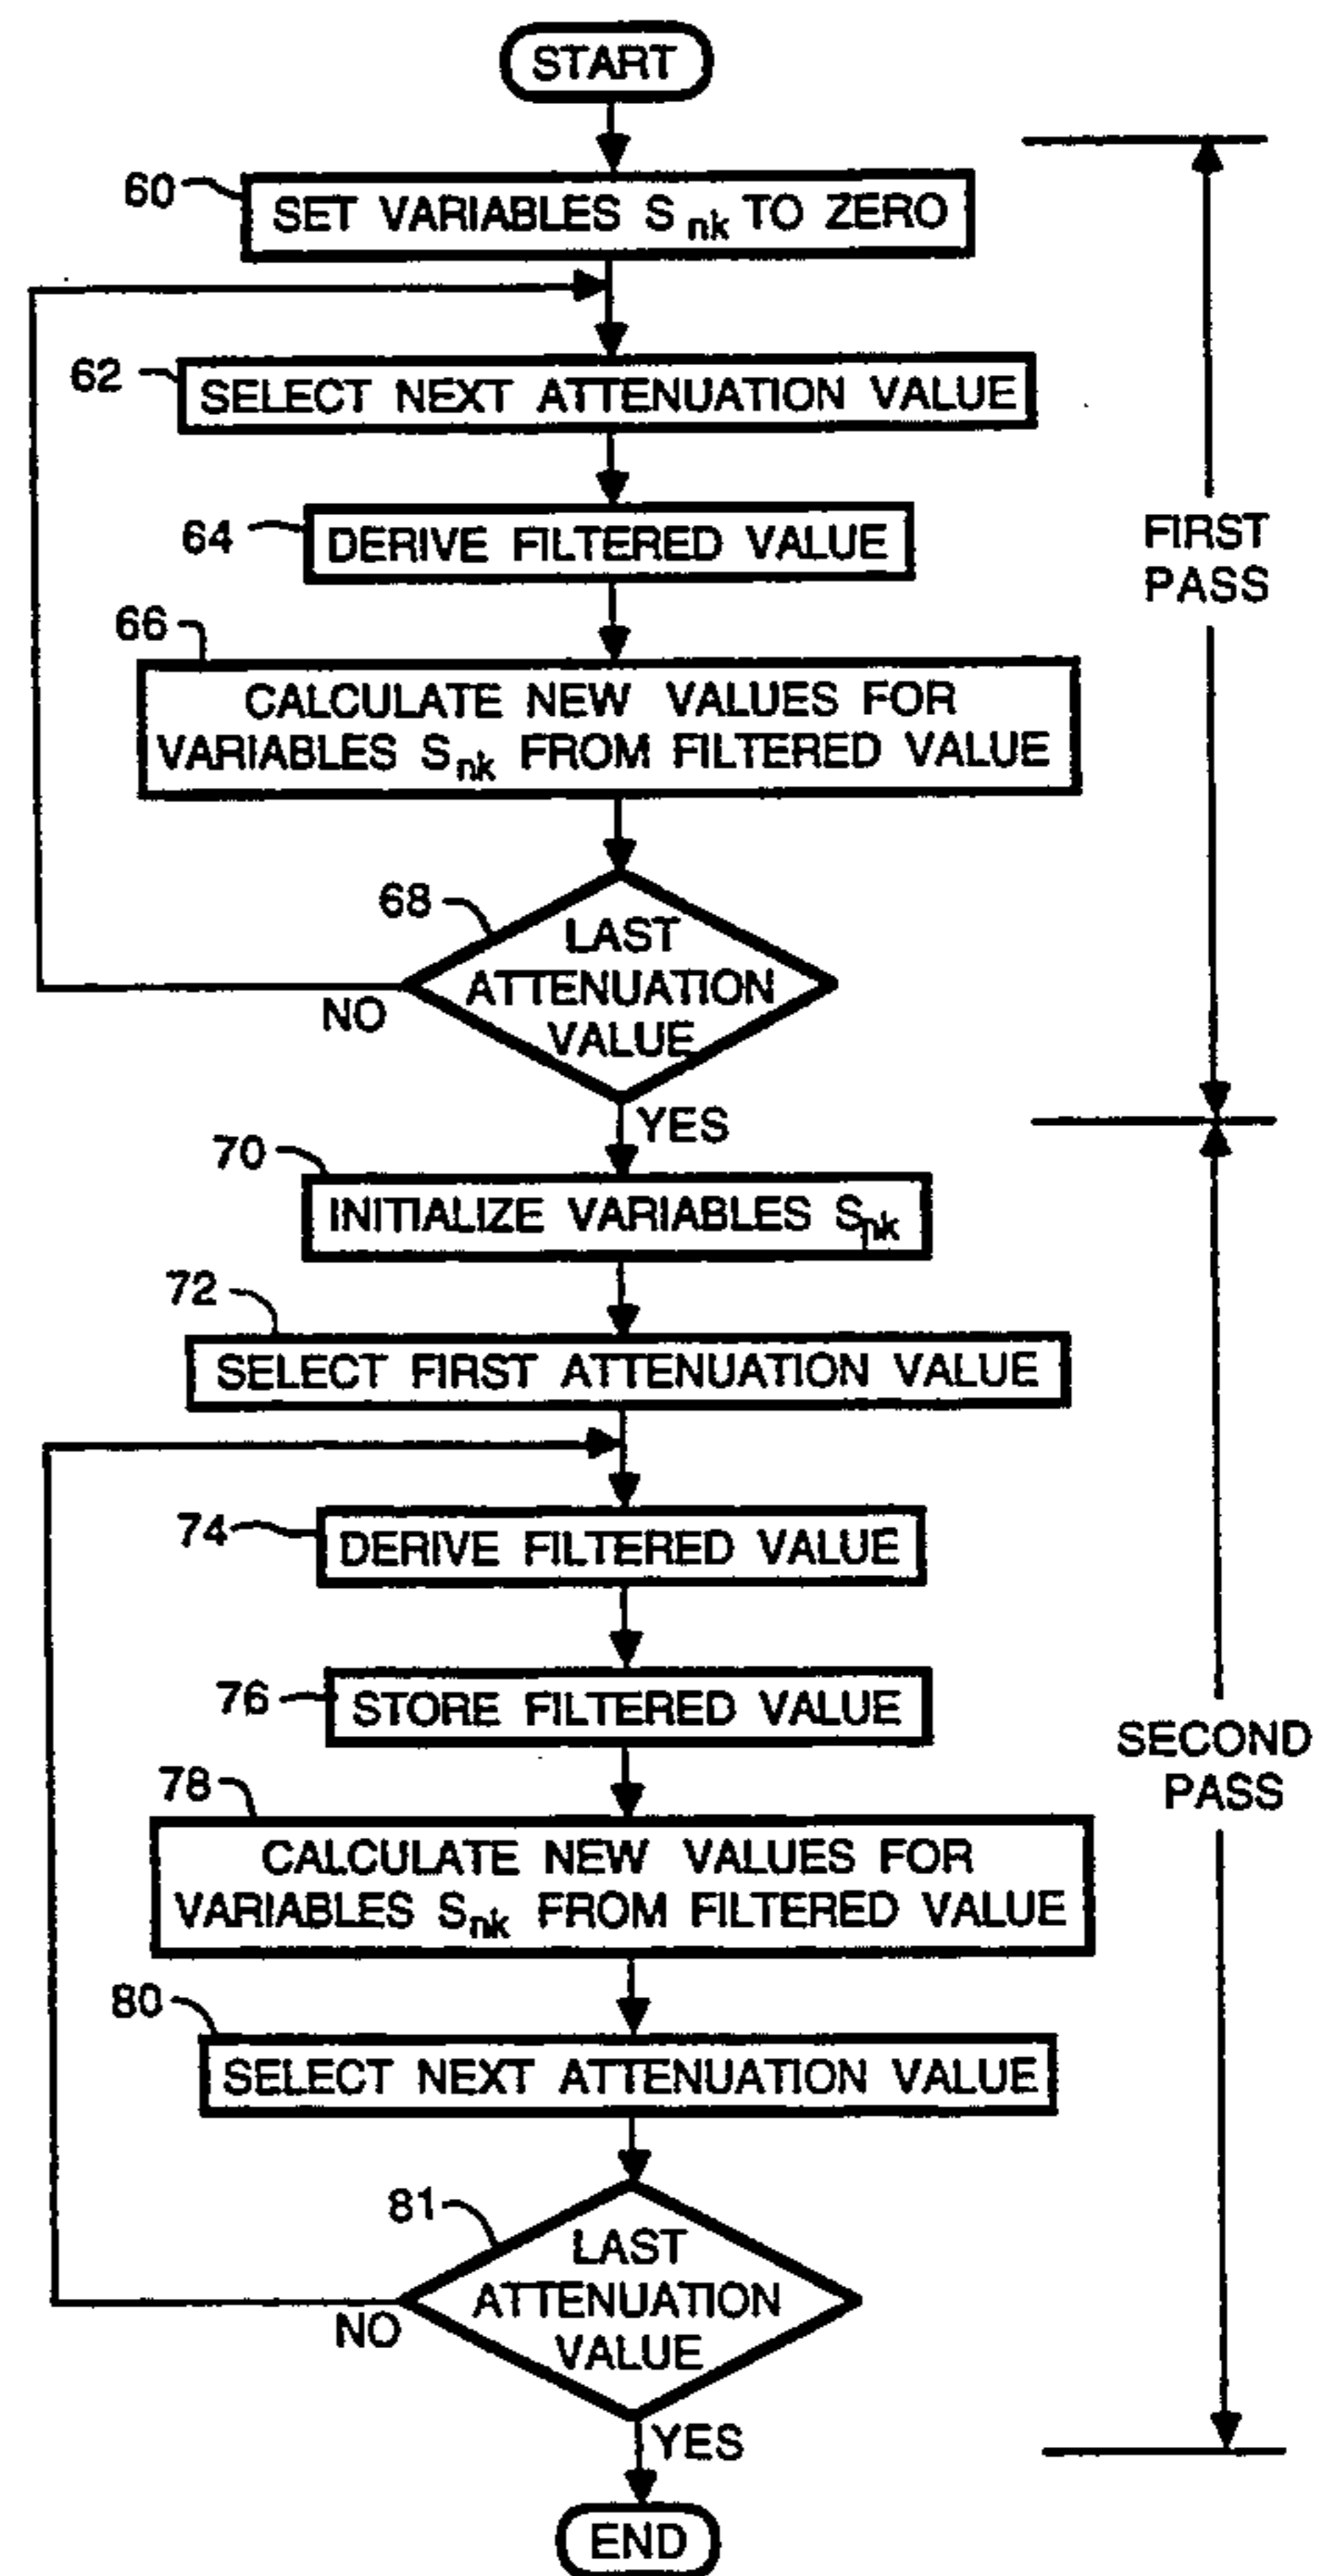 START
60
SET VARIABLES Snk TO ZERO
62
SELECT NEXT ATTENUATION VALUE
64
DERIVE FILTERED VALUE
FIRST
PASS
66
CALCULATE NEW VALUES FOR
VARIABLES Snk FROM FILTERED VALUE
68
LAST
ATTENUATION
VALUE
NO
YES
70
INITIALIZE VARIABLES Snk
72
SELECT FIRST ATTENUATION VALUE
74
DERIVE FILTERED VALUE
76
STORE FILTERED VALUE
SECOND
PASS
78
CALCULATE NEW VALUES FOR
VARIABLES Snk FROM FILTERED VALUE
80
SELECT NEXT ATTENUATION VALUE
81
LAST
ATTENUATION
VALUE
NO
YES
END